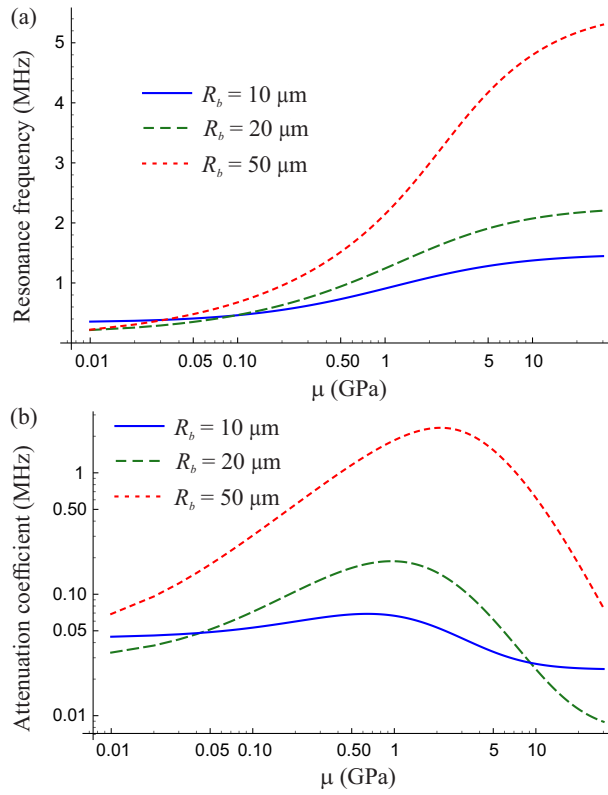 (a)
Resonance frequency (MHz)
5
4
3
2
1
R_b = 10 μm
R_b = 20 μm
R_b = 50 μm
0.01 0.05 0.10 0.50 1 5 10
μ (GPa)
(b)
Attenuation coefficient (MHz)
1
0.50
0.10
0.05
0.01
R_b = 10 μm
R_b = 20 μm
R_b = 50 μm
0.01 0.05 0.10 0.50 1 5 10
μ (GPa)